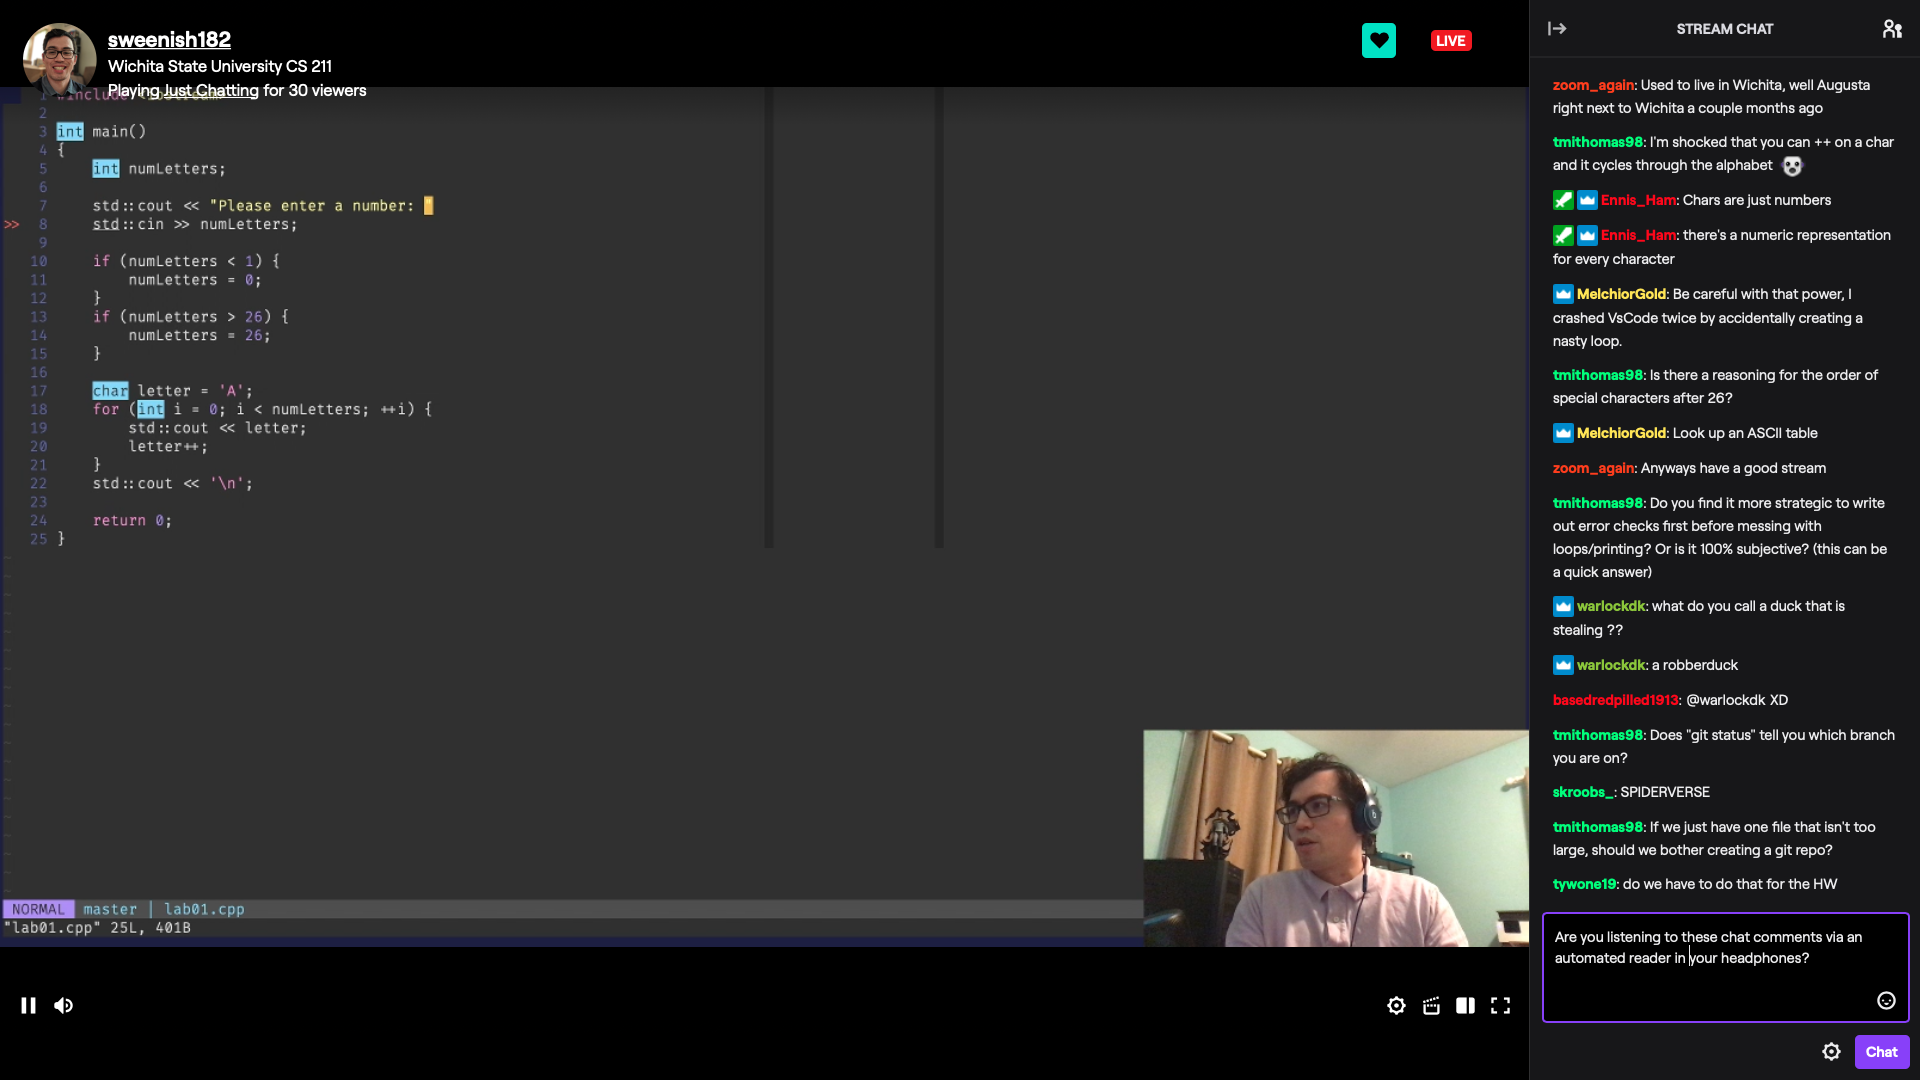 sweenish182
Wichita State University CS 211
Playing Just Chatting for 30 viewers
LIVE
1 #include <iostream>
2
3 int main()
4 {
5 int numLetters;
6
7 std::cout << "Please enter a number: "
>> 8 std::cin >> numLetters;
9
10 if (numLetters < 1) {
11 numLetters = 0;
12 }
13 if (numLetters > 26) {
14 numLetters = 26;
15 }
16
17 char letter = 'A';
18 for (int i = 0; i < numLetters; ++i) {
19 std::cout << letter;
20 letter++;
21 }
22 std::cout << '\n';
23
24 return 0;
25 }
NORMAL master | lab01.cpp
"lab01.cpp" 25L, 401B
STREAM CHAT
zoom_again: Used to live in Wichita, well Augusta
right next to Wichita a couple months ago
tmithomas98: I'm shocked that you can ++ on a char
and it cycles through the alphabet
Ennis_Ham: Chars are just numbers
Ennis_Ham: there's a numeric representation
for every character
MelchiorGold: Be careful with that power, I
crashed VsCode twice by accidentally creating a
nasty loop.
tmithomas98: Is there a reasoning for the order of
special characters after 26?
MelchiorGold: Look up an ASCII table
zoom_again: Anyways have a good stream
tmithomas98: Do you find it more strategic to write
out error checks first before messing with
loops/printing? Or is it 100% subjective? (this can be
a quick answer)
warlockdk: what do you call a duck that is
stealing ??
warlockdk: a robberduck
basedredpilled1913: @warlockdk XD
tmithomas98: Does "git status" tell you which branch
you are on?
skroobs_: SPIDERVERSE
tmithomas98: If we just have one file that isn't too
large, should we bother creating a git repo?
tywone19: do we have to do that for the HW
Are you listening to these chat comments via an
automated reader in your headphones?
Chat